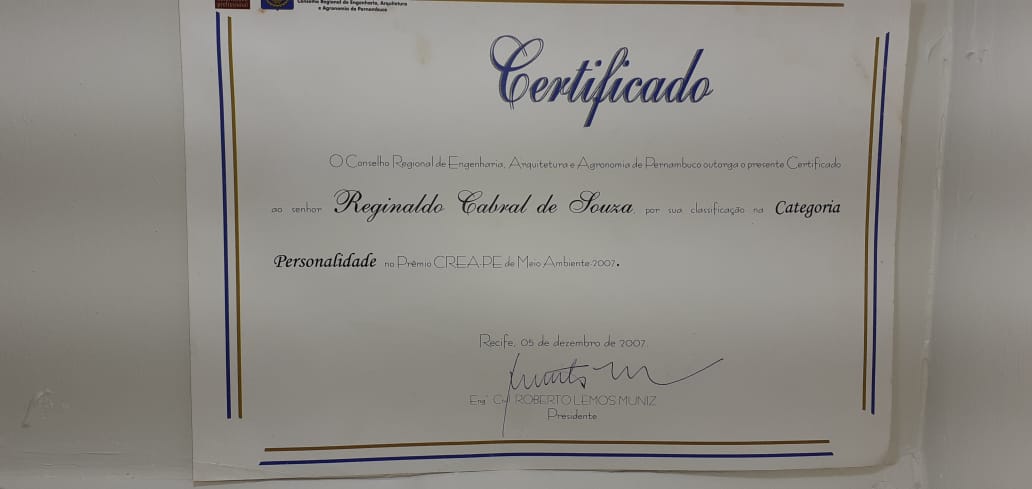 Conselho Regional de Engenharia, Arquitetura
e Agronomia de Pernambuco
Certificado
O Conselho Regional de Engenharia, Arquitetura e Agronomia de Pernambuco outorga o presente Certificado
ao senhor Reginaldo Cabral de Souza, por sua classificação na Categoria
Personalidade no Prêmio CREA-PE de Meio Ambiente-2007.
Recife, 05 de dezembro de 2007.
Engº Civil ROBERTO LEMOS MUNIZ
Presidente